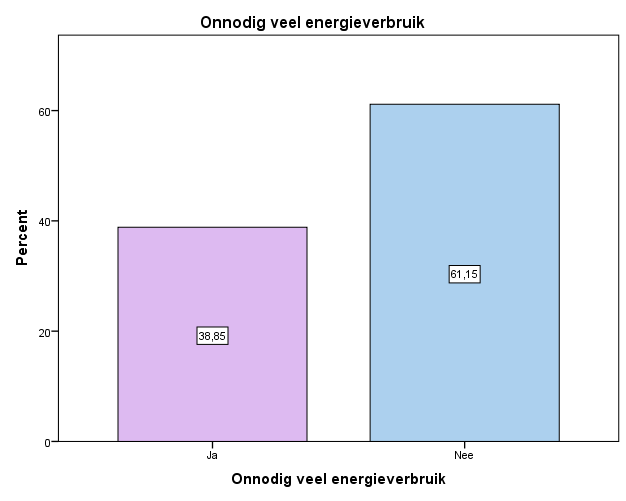 Onnodig veel energieverbruik
Percent
60
40
20
0
38,85
61,15
Ja
Nee
Onnodig veel energieverbruik